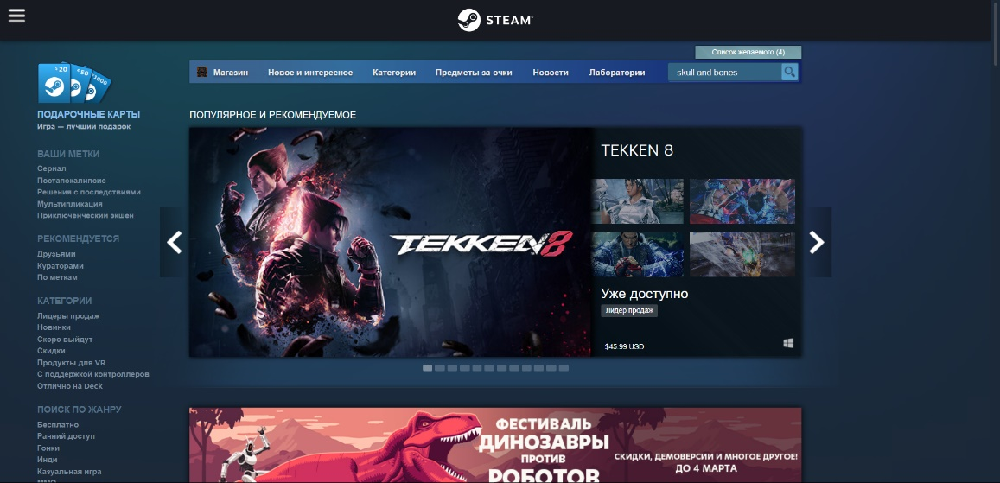 STEAM
Список желаемого (4)
$20
$50
$1000
ПОДАРОЧНЫЕ КАРТЫ
Игра — лучший подарок
Магазин Новое и интересное Категории Предметы за очки Новости Лаборатории skull and bones
ПОПУЛЯРНОЕ И РЕКОМЕНДУЕМОЕ
ВАШИ МЕТКИ
Сериал
Постапокалипсис
Решения с последствиями
Мультипликация
Приключенческий экшен
РЕКОМЕНДУЕТСЯ
Друзьями
Кураторами
По меткам
КАТЕГОРИИ
Лидеры продаж
Новинки
Скоро выйдут
Скидки
Продукты для VR
С поддержкой контроллеров
Отлично на Deck
ПОИСК ПО ЖАНРУ
Бесплатно
Ранний доступ
Гонки
Инди
Казуальная игра
ММО
TEKKEN 8
TEKKEN 8
Уже доступно
Лидер продаж
$45.99 USD
ФЕСТИВАЛЬ
ДИНОЗАВРЫ
ПРОТИВ
РОБОТОВ
СКИДКИ, ДЕМОВЕРСИИ И МНОГОЕ ДРУГОЕ!
ДО 4 МАРТА